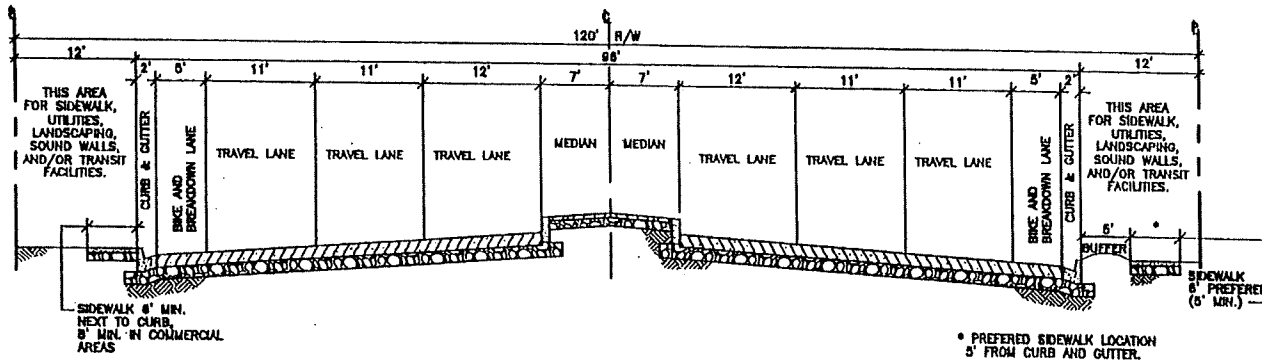 120' R/W
96'
12'
2'
5'
11'
11'
12'
7'
7'
12'
11'
11'
5'
2'
12'
THIS AREA
FOR SIDEWALK,
UTILITIES,
LANDSCAPING,
SOUND WALLS,
AND/OR TRANSIT
FACILITIES.
CURB & GUTTER
BIKE AND
BREAKDOWN LANE
TRAVEL LANE
TRAVEL LANE
TRAVEL LANE
MEDIAN
MEDIAN
TRAVEL LANE
TRAVEL LANE
TRAVEL LANE
BIKE AND
BREAKDOWN LANE
CURB & GUTTER
THIS AREA
FOR SIDEWALK,
UTILITIES,
LANDSCAPING,
SOUND WALLS,
AND/OR TRANSIT
FACILITIES.
5'
*
BUFFER
SIDEWALK 6' MIN.
NEXT TO CURB,
8' MIN. IN COMMERCIAL
AREAS
SIDEWALK
6' PREFERE
(5' MIN.)
* PREFERED SIDEWALK LOCATION
5' FROM CURB AND GUTTER.